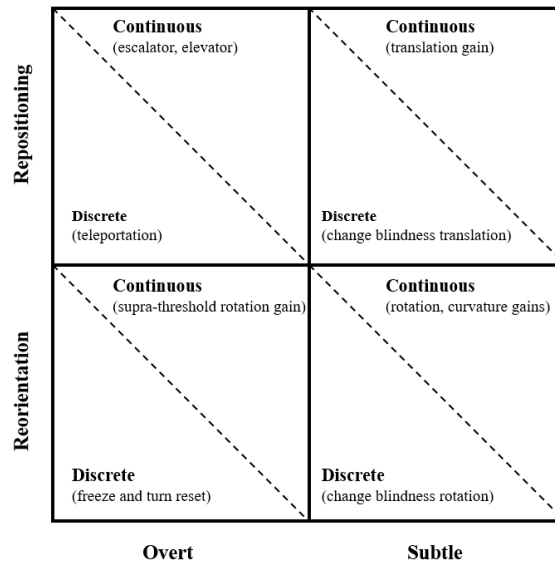 Repositioning
Continuous
(escalator, elevator)
Discrete
(teleportation)
Continuous
(translation gain)
Discrete
(change blindness translation)
Reorientation
Continuous
(supra-threshold rotation gain)
Discrete
(freeze and turn reset)
Continuous
(rotation, curvature gains)
Discrete
(change blindness rotation)
Overt
Subtle